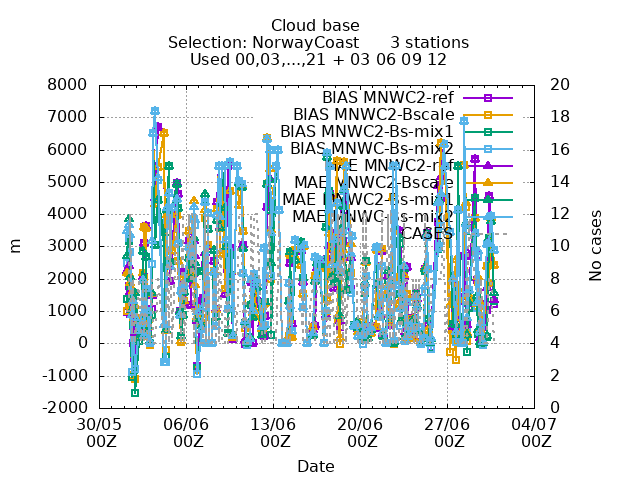 Cloud base
Selection: NorwayCoast 3 stations
Used 00,03,...,21 + 03 06 09 12
8000
7000
6000
5000
4000
3000
2000
1000
0
-1000
-2000
m
20
18
16
14
12
10
8
6
4
2
0
No cases
BIAS MNWC2-ref
BIAS MNWC2-Bscale
BIAS MNWC2-Bs-mix1
BIAS MNWC-Bs-mix2
MAE MNWC2-ref
MAE MNWC2-Bscale
MAE MNWC2-Bs-mix1
MAE MNWC-Bs-mix2
CASES
30/05 06/06 13/06 20/06 27/06 04/07
00Z 00Z 00Z 00Z 00Z 00Z
Date